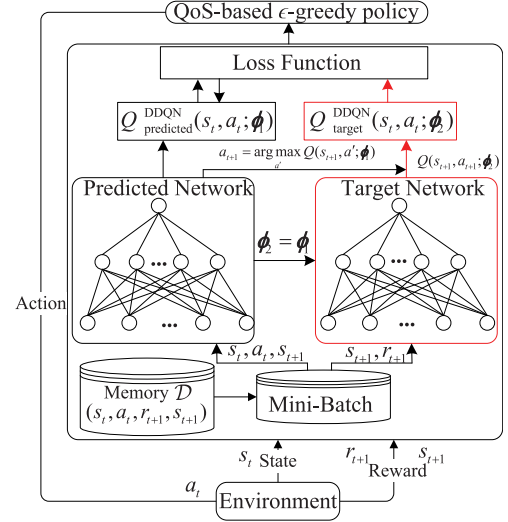 QoS-based ϵ-greedy policy
Loss Function
Q DDQN predicted (s_t, a_t; ϕ_1)
Q DDQN target (s_t, a_t; ϕ_2)
a_{t+1} = arg max_{a'} Q(s_{t+1}, a'; ϕ_1)
Q(s_{t+1}, a_{t+1}; ϕ_2)
Predicted Network
Target Network
...
...
ϕ_2 = ϕ_1
...
...
Action
s_t, a_t, s_{t+1}
s_{t+1}, r_{t+1}
Memory 𝒟
(s_t, a_t, r_{t+1}, s_{t+1})
Mini-Batch
s_t State
r_{t+1} s_{t+1}
Reward
a_t
Environment